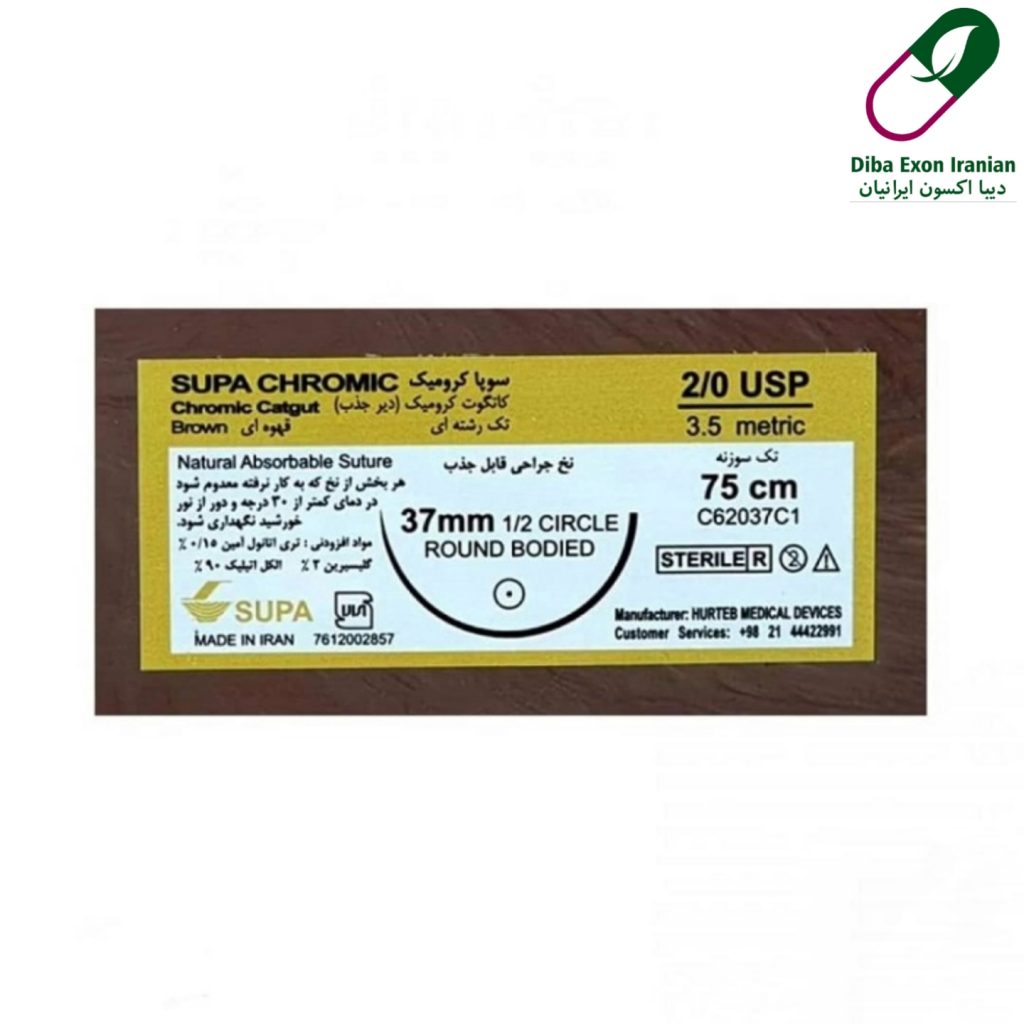 Diba Exon Iranian
دیبا اکسون ایرانیان
SUPA CHROMIC سوپا کرومیک
Chromic Catgut کاتگوت کرومیک (دیر جذب)
Brown قهوه ای تک رشته ای
2/0 USP
3.5 metric
Natural Absorbable Suture نخ جراحی قابل جذب
هر بخش از نخ که به کار نرفته معدوم شود
در دمای کمتر از ۳۰ درجه و دور از نور
خورشید نگهداری شود.
مواد افزودنی : تری اتانول آمین ۰/۱۵ ٪
گلیسیرین ۲ ٪ الکل اتیلیک ۹۰ ٪
SUPA
MADE IN IRAN 7612002857
37mm 1/2 CIRCLE
ROUND BODIED
تک سوزنه
75 cm
C62037C1
STERILE R
2
Manufacturer: HURTEB MEDICAL DEVICES
Customer Services: +98 21 44422991